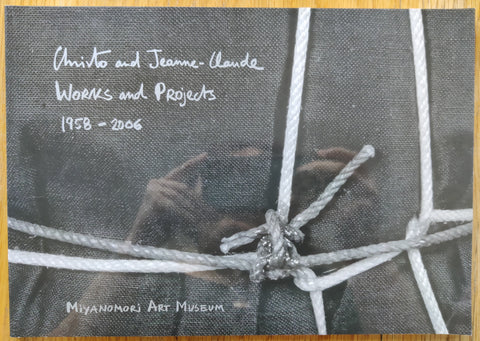 Christo and Jeanne-Claude
WORKS and PROJECTS
1958 – 2006
MIYANOMORI ART MUSEUM